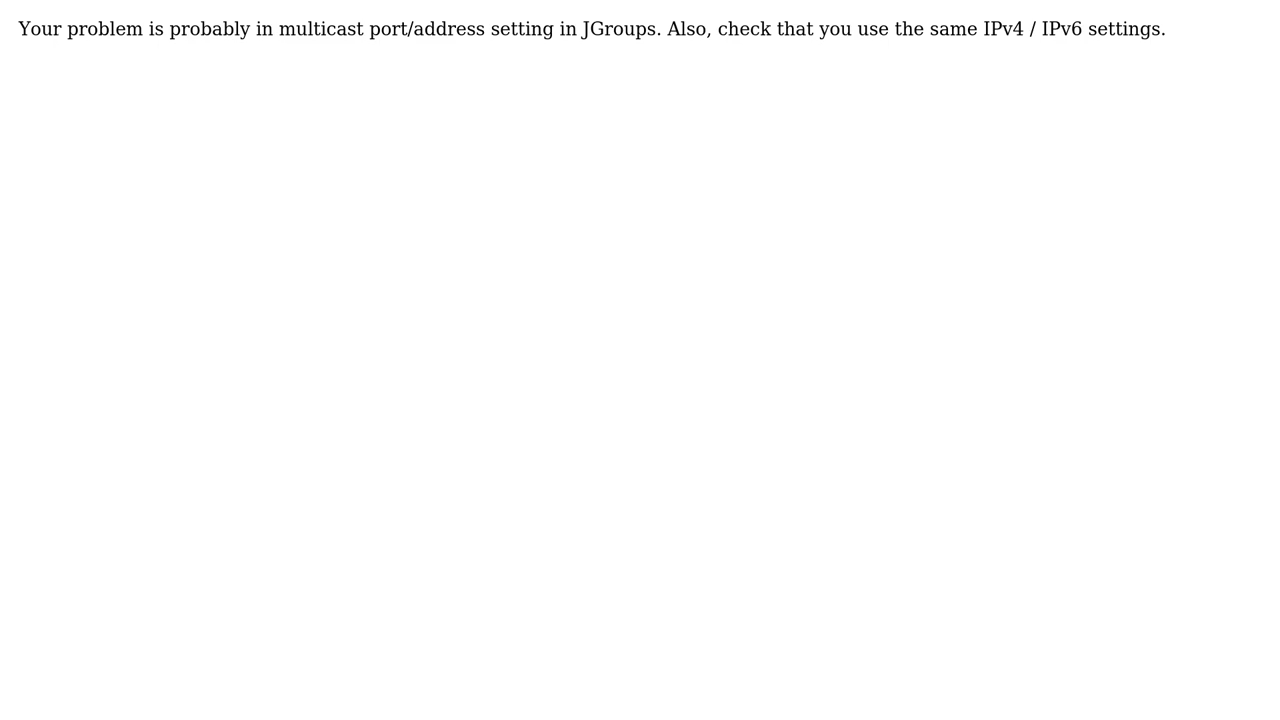 Your problem is probably in multicast port/address setting in JGroups. Also, check that you use the same IPv4 / IPv6 settings.